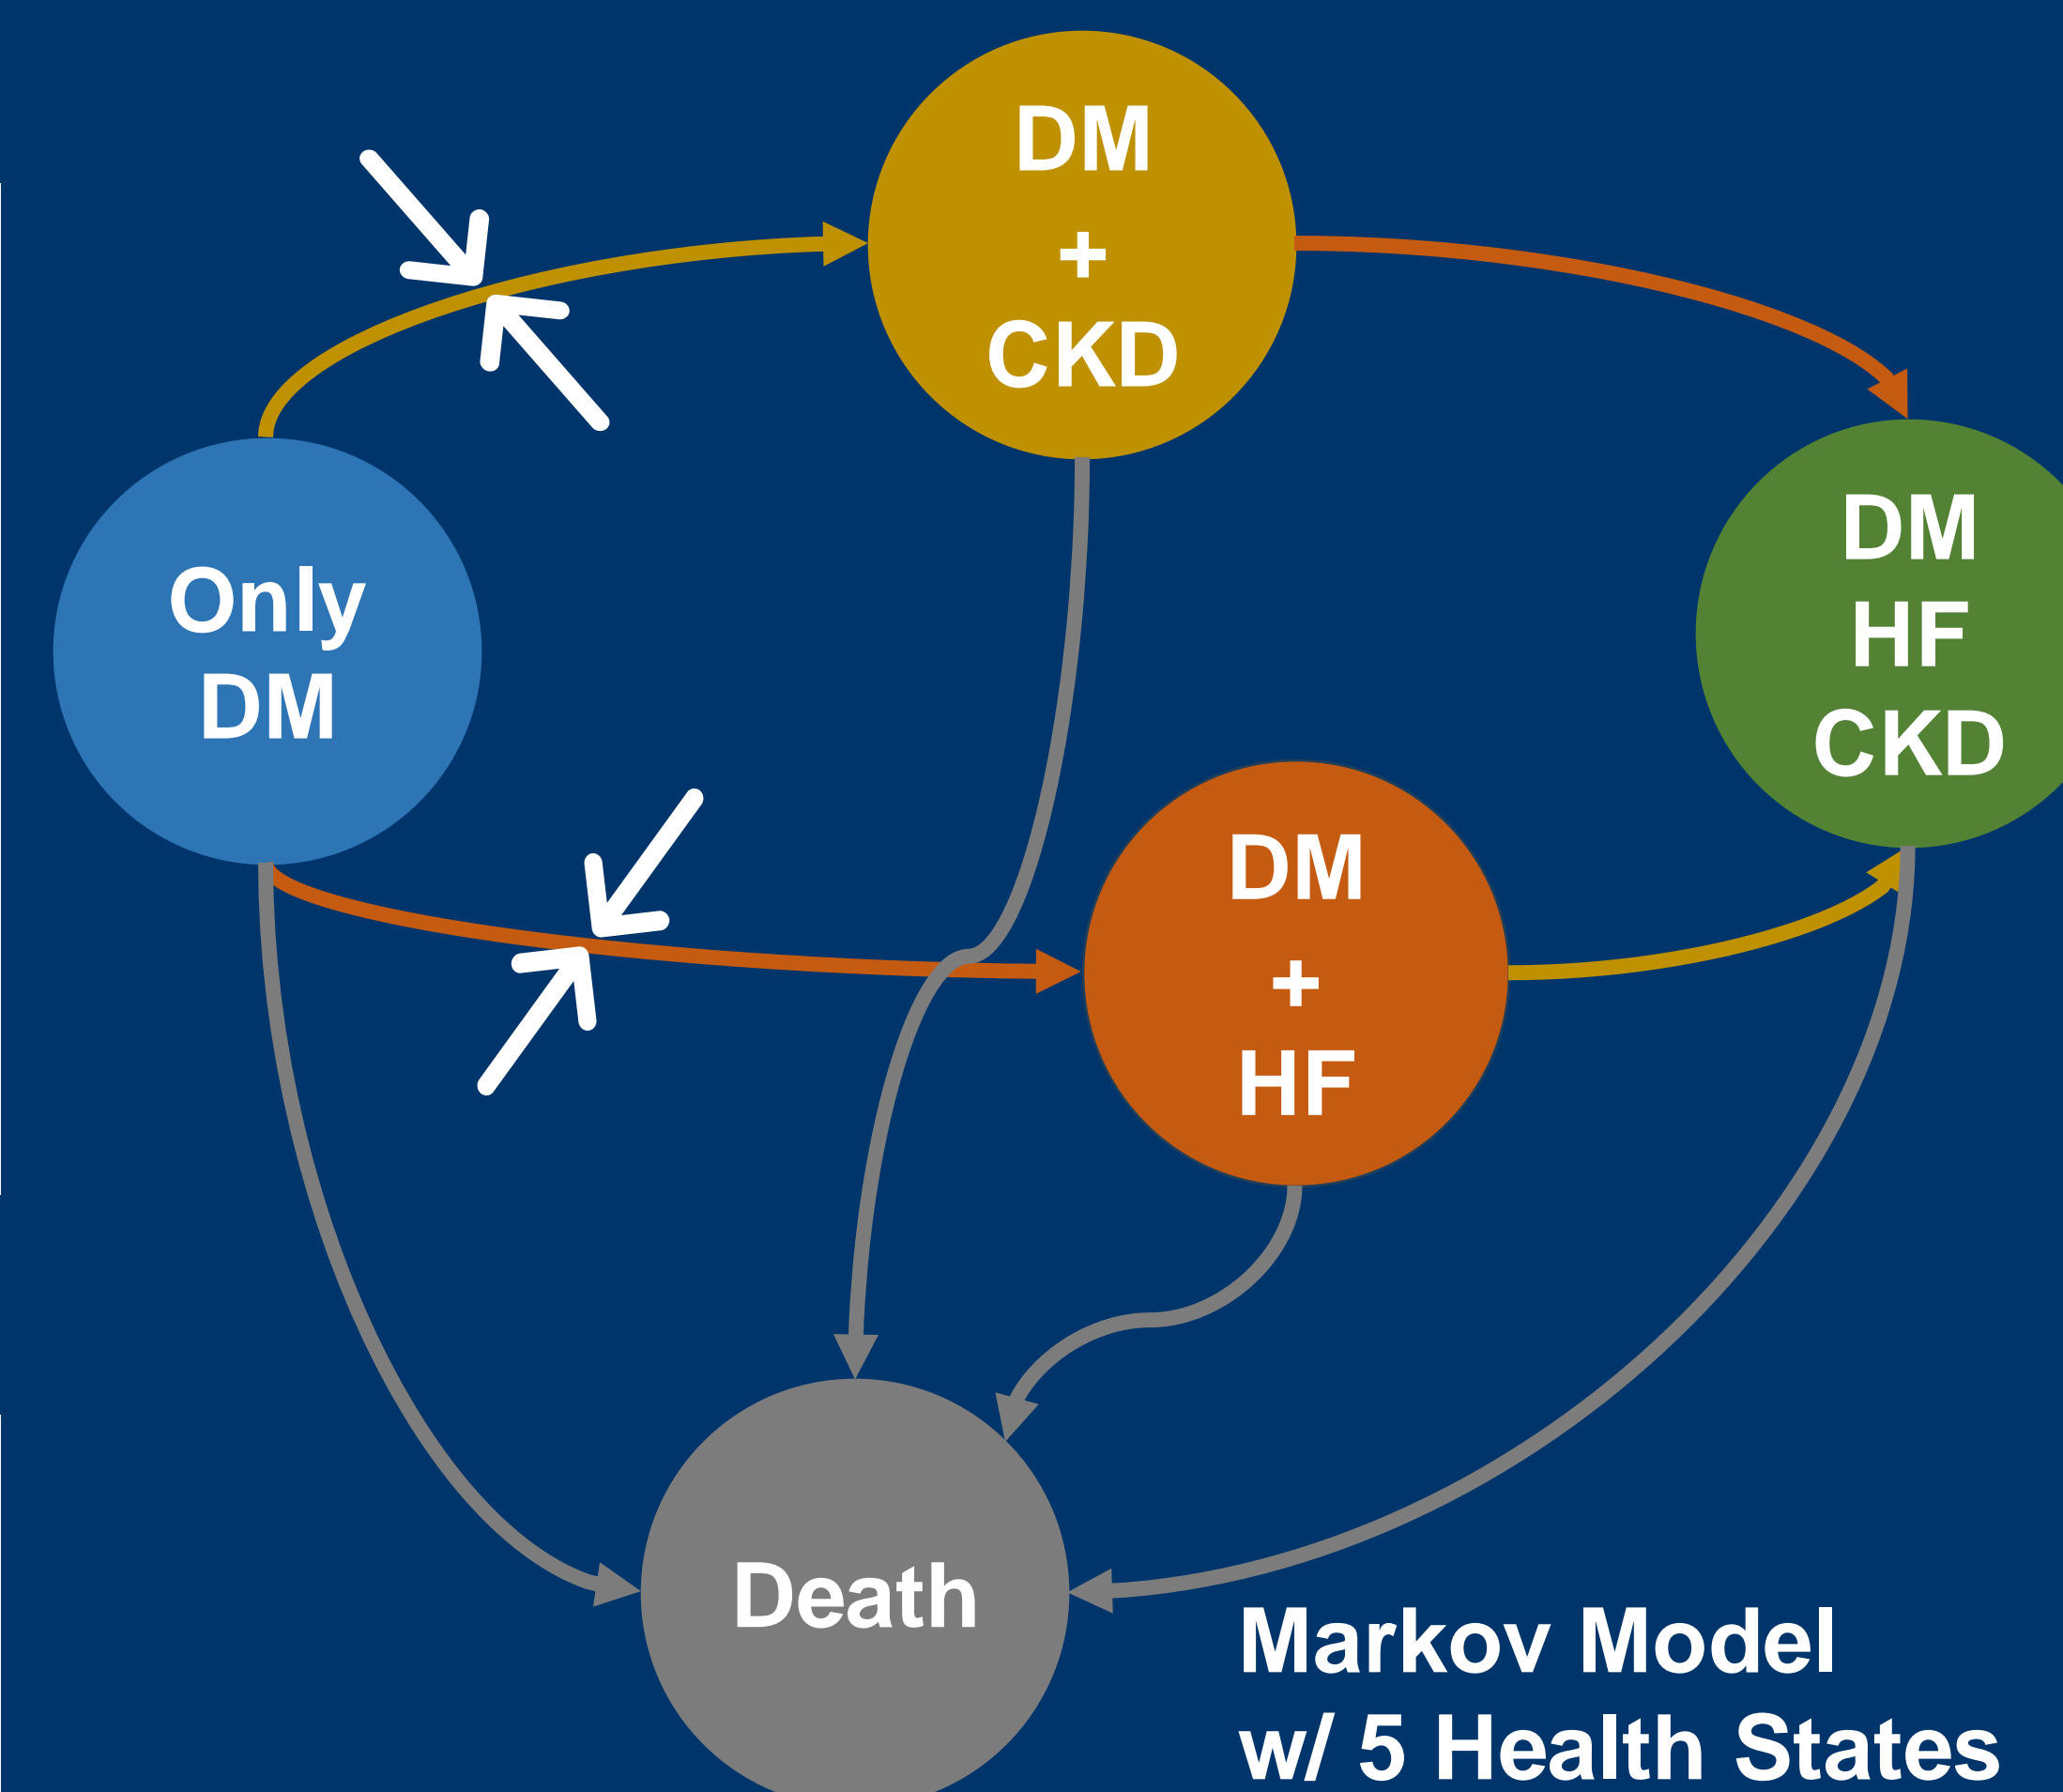 DM
+
CKD
Only
DM
DM
HF
CKD
DM
+
HF
Death
Markov Model
w/ 5 Health States